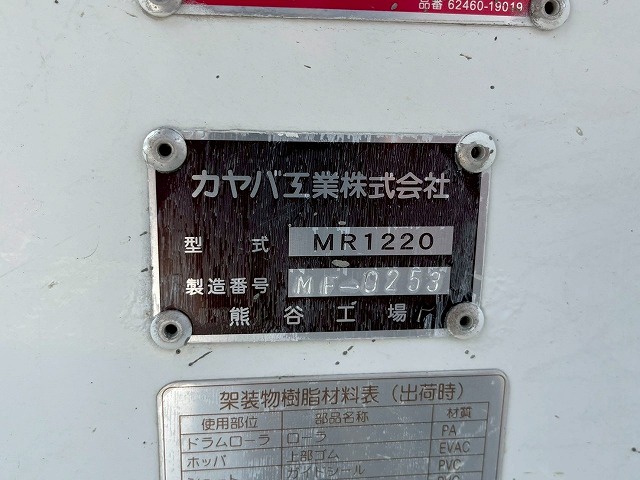 品番 62460-19019
カヤバ工業株式会社
型式 MR1220
製造番号 MF-0253
熊谷工場
架装物樹脂材料表（出荷時）
使用部位 部品名称 材質
ドラムローラ ローラ PA
ホッパ 上部ゴム EVAC
ガイドシール PVC